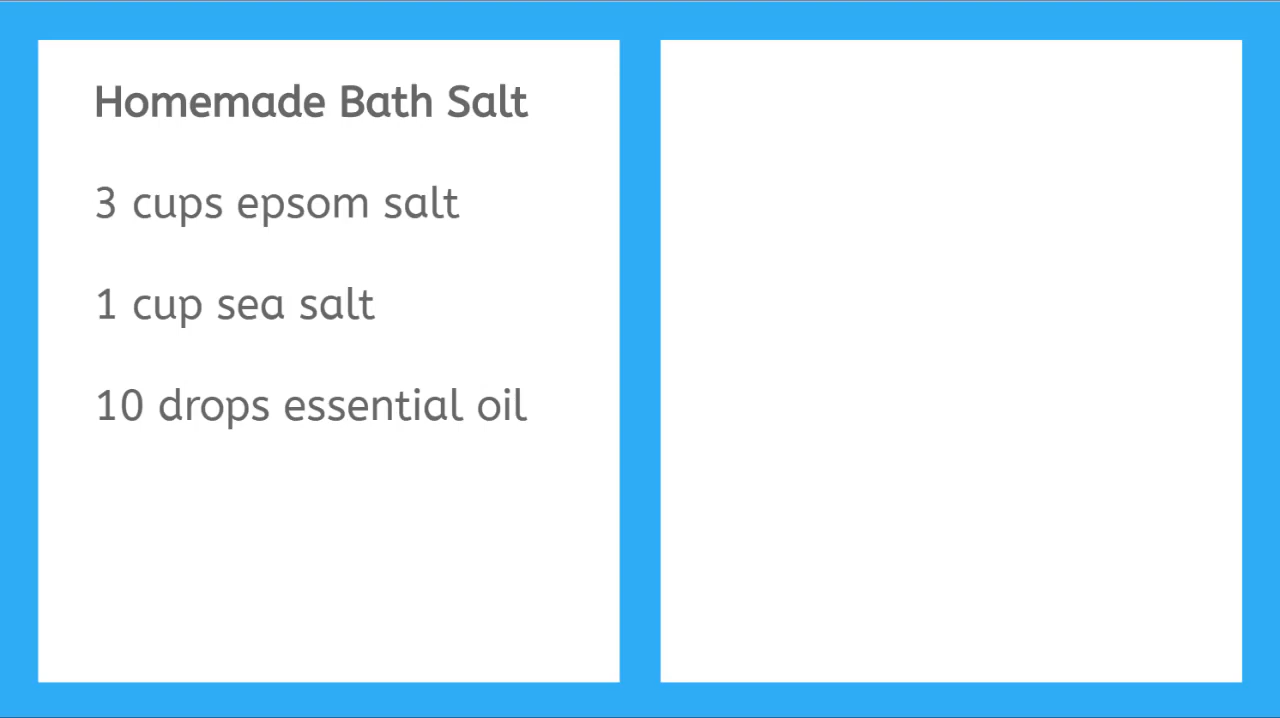 Homemade Bath Salt
3 cups epsom salt
1 cup sea salt
10 drops essential oil